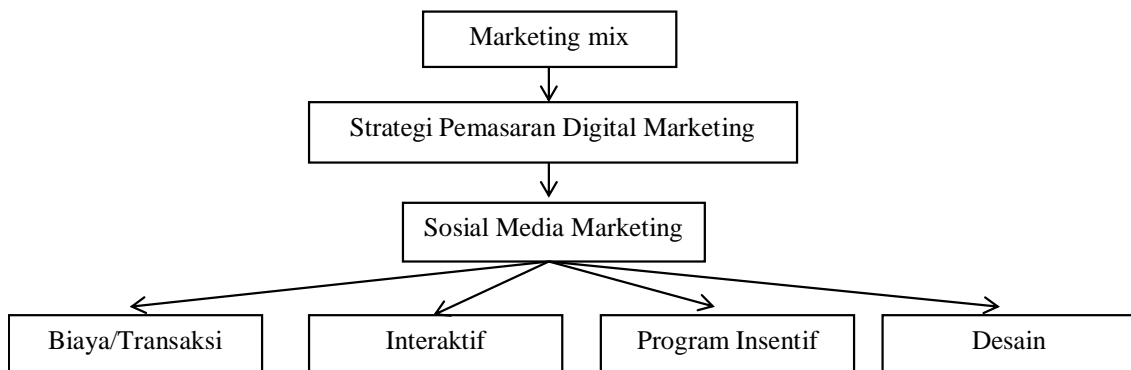 Marketing mix
Strategi Pemasaran Digital Marketing
Sosial Media Marketing
Biaya/Transaksi
Interaktif
Program Insentif
Desain